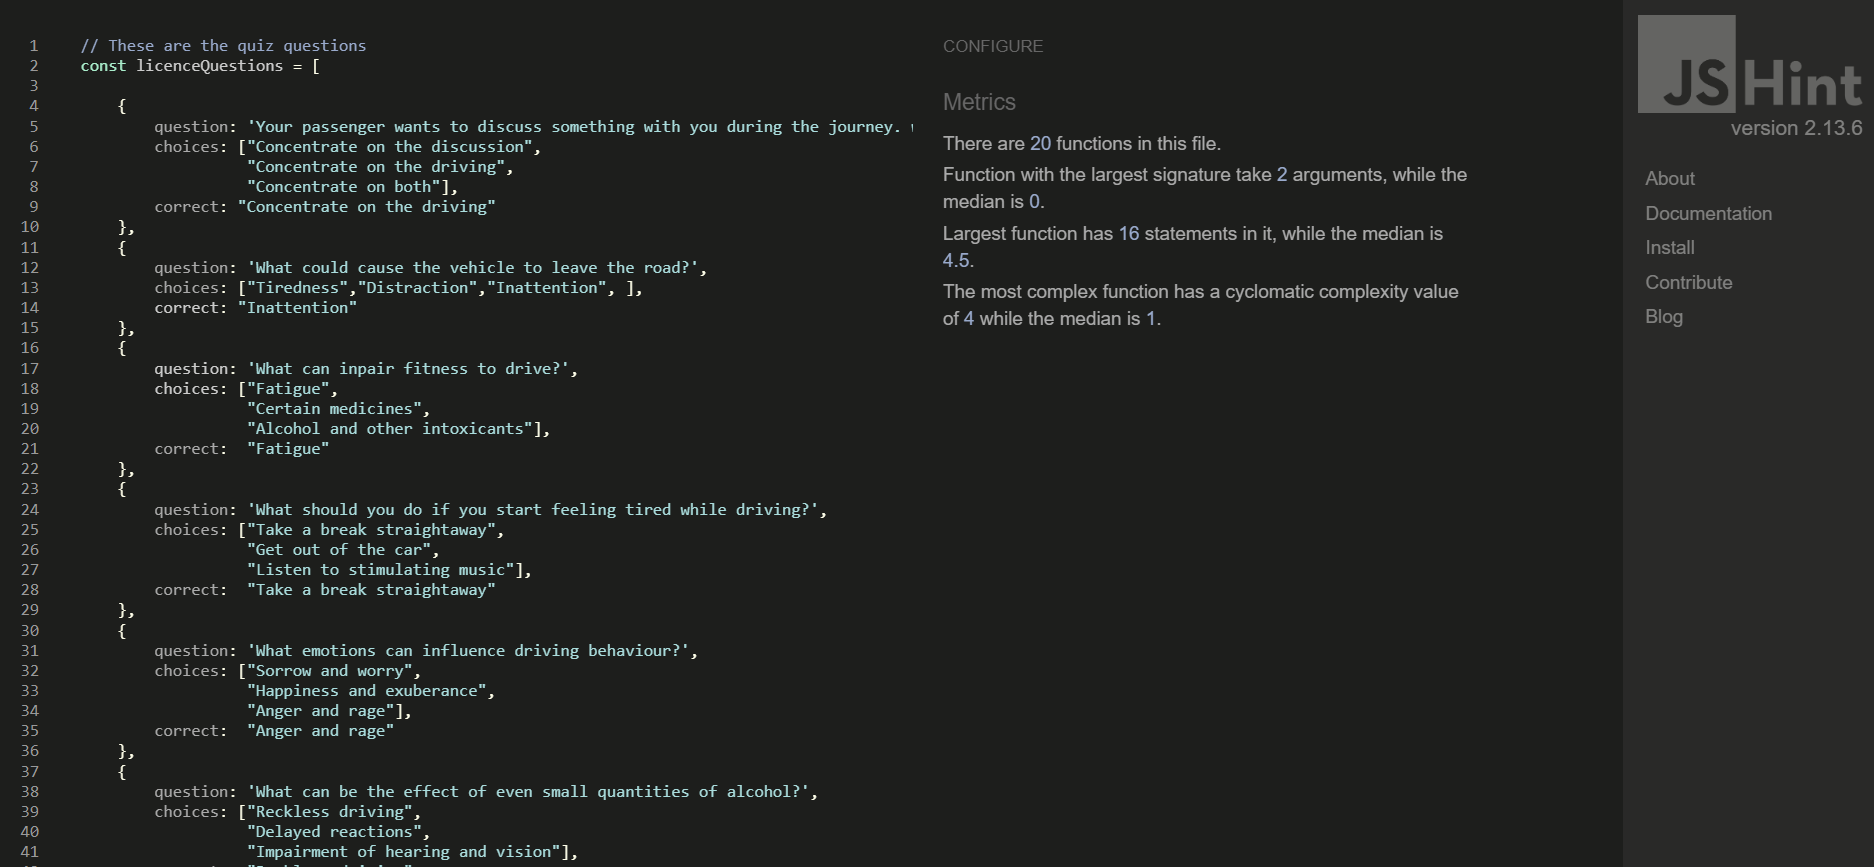 1 // These are the quiz questions
2 const licenceQuestions = [
3
4 {
5 question: 'Your passenger wants to discuss something with you during the journey.
6 choices: ["Concentrate on the discussion",
7 "Concentrate on the driving",
8 "Concentrate on both"],
9 correct: "Concentrate on the driving"
10 },
11 {
12 question: 'What could cause the vehicle to leave the road?',
13 choices: ["Tiredness","Distraction","Inattention", ],
14 correct: "Inattention"
15 },
16 {
17 question: 'What can inpair fitness to drive?',
18 choices: ["Fatigue",
19 "Certain medicines",
20 "Alcohol and other intoxicants"],
21 correct: "Fatigue"
22 },
23 {
24 question: 'What should you do if you start feeling tired while driving?',
25 choices: ["Take a break straightaway",
26 "Get out of the car",
27 "Listen to stimulating music"],
28 correct: "Take a break straightaway"
29 },
30 {
31 question: 'What emotions can influence driving behaviour?',
32 choices: ["Sorrow and worry",
33 "Happiness and exuberance",
34 "Anger and rage"],
35 correct: "Anger and rage"
36 },
37 {
38 question: 'What can be the effect of even small quantities of alcohol?',
39 choices: ["Reckless driving",
40 "Delayed reactions",
41 "Impairment of hearing and vision"],
CONFIGURE
Metrics
There are 20 functions in this file.
Function with the largest signature take 2 arguments, while the
median is 0.
Largest function has 16 statements in it, while the median is
4.5.
The most complex function has a cyclomatic complexity value
of 4 while the median is 1.
JSHint
version 2.13.6
About
Documentation
Install
Contribute
Blog